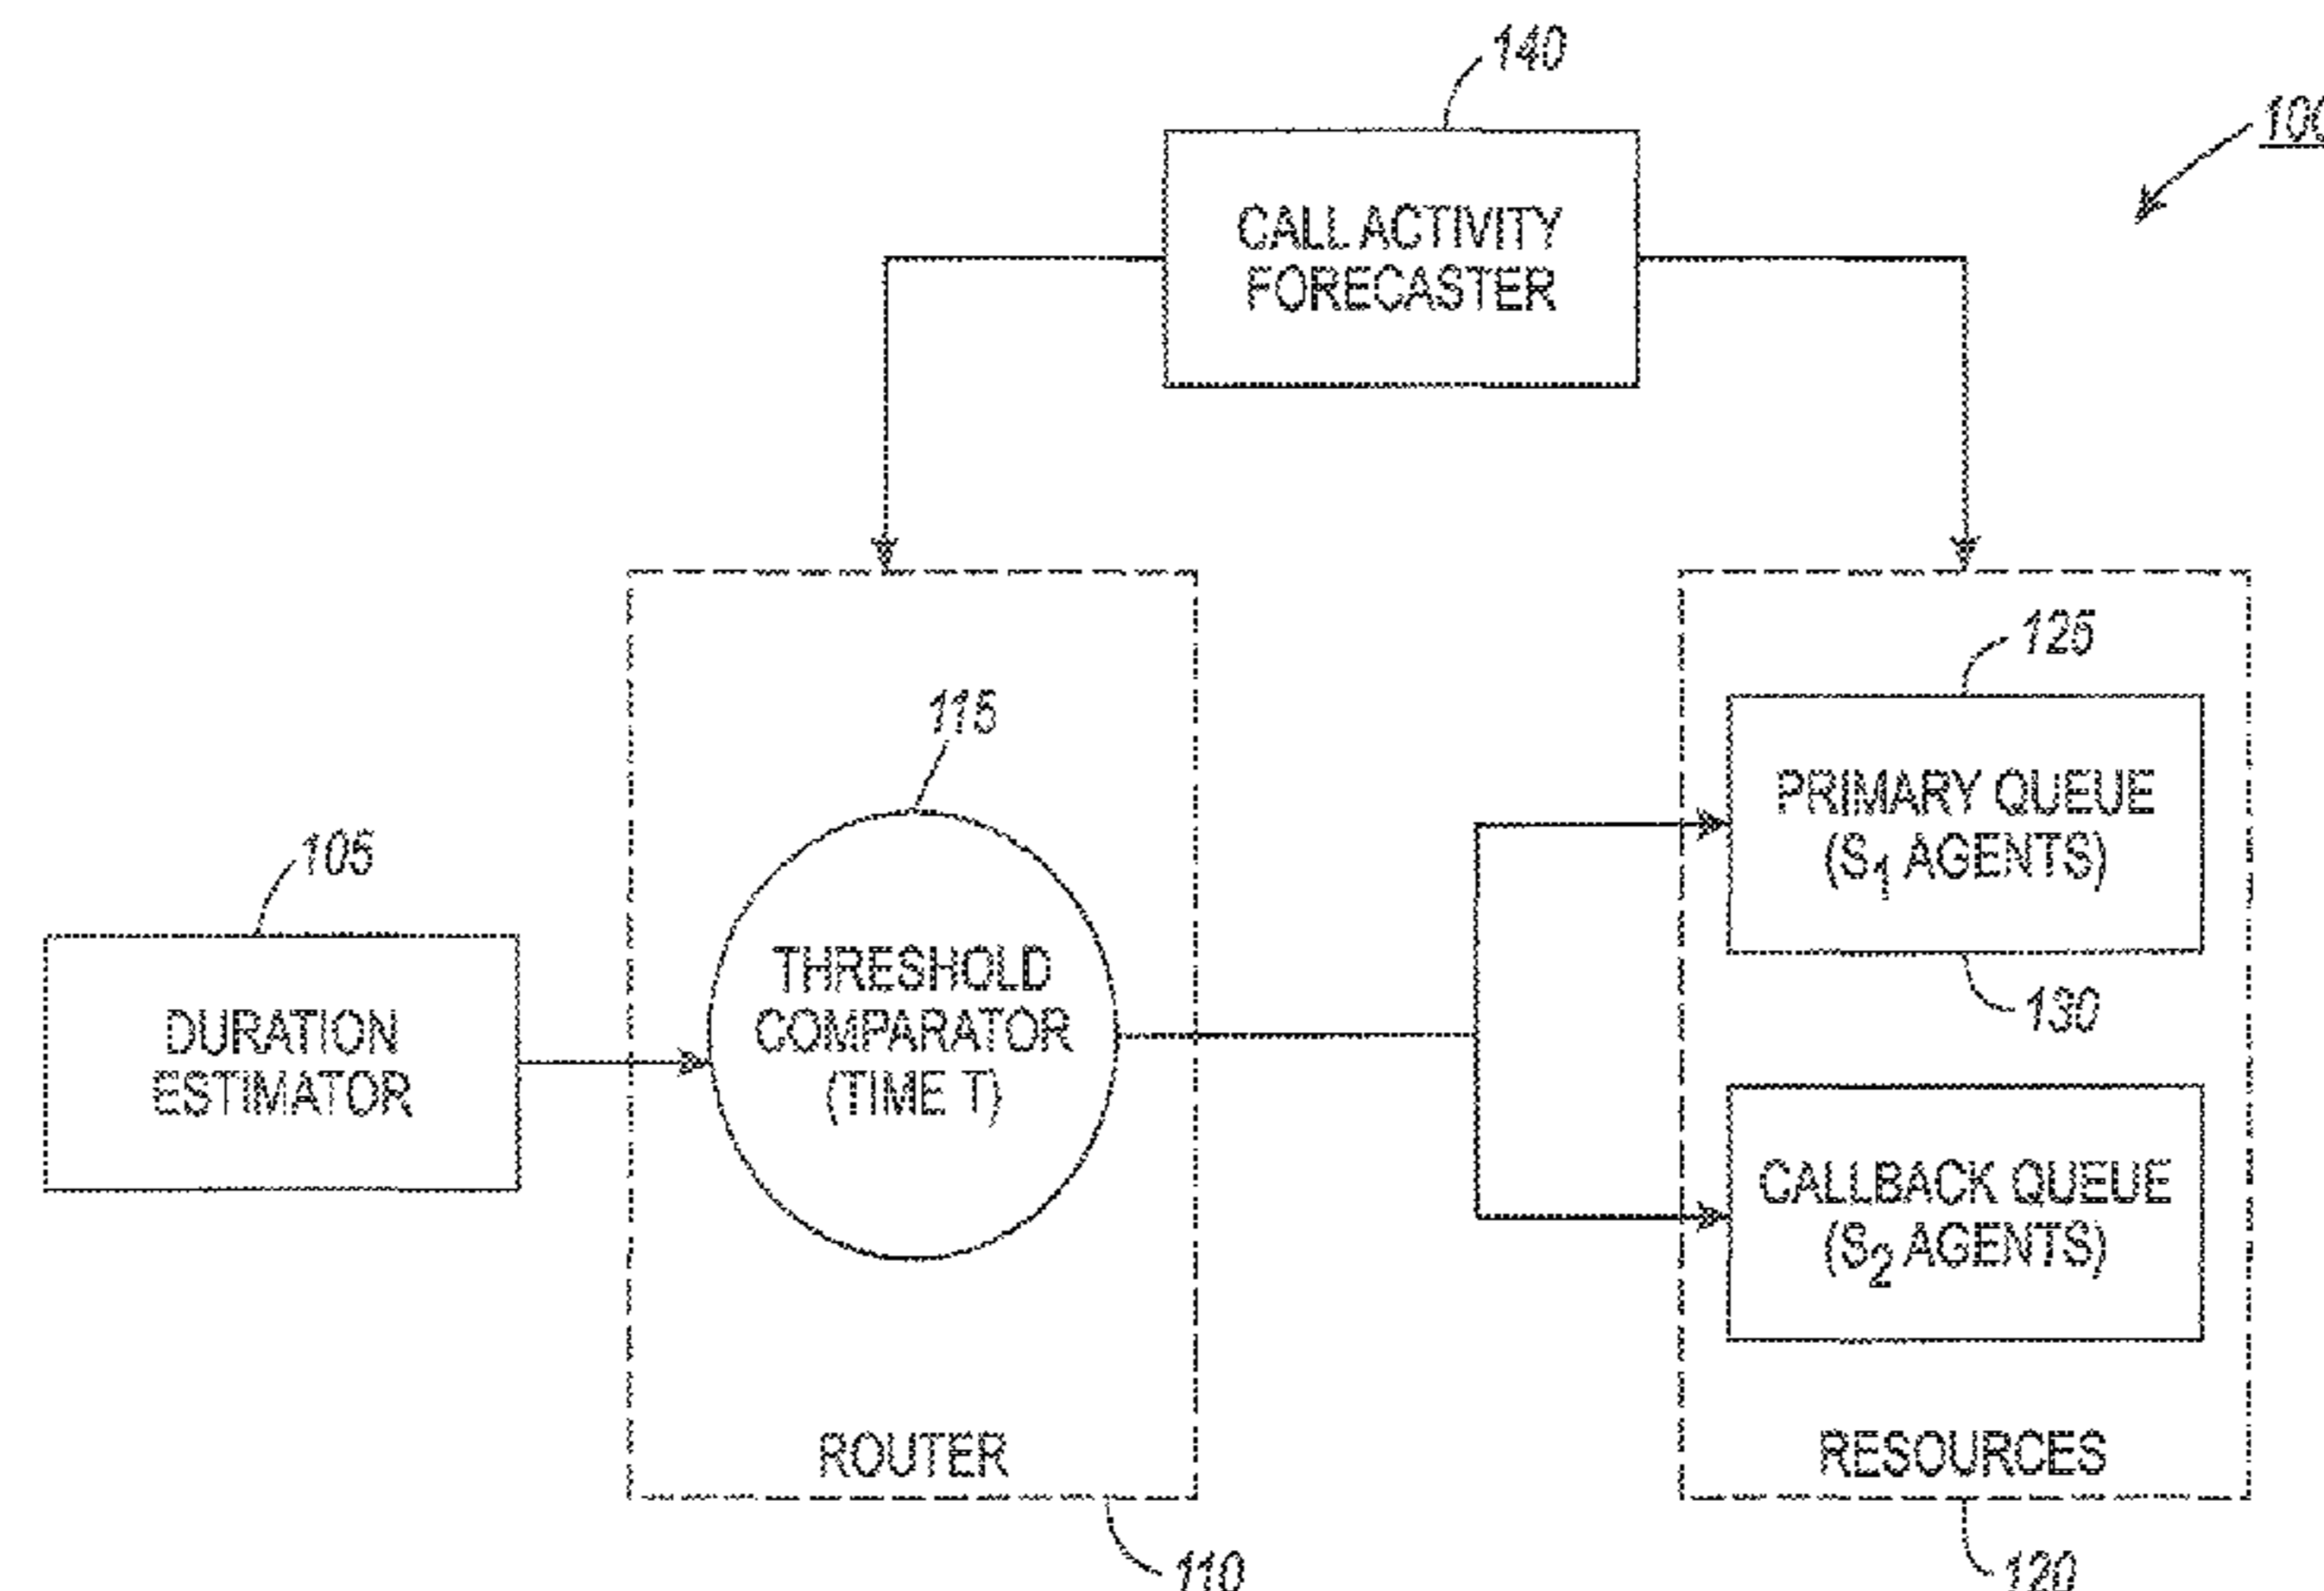 140
100
CALL ACTIVITY
FORECASTER
125
115
PRIMARY QUEUE
(S1 AGENTS)
105
THRESHOLD
COMPARATOR
(TIME T)
130
DURATION
ESTIMATOR
CALLBACK QUEUE
(S2 AGENTS)
ROUTER
RESOURCES
110
120